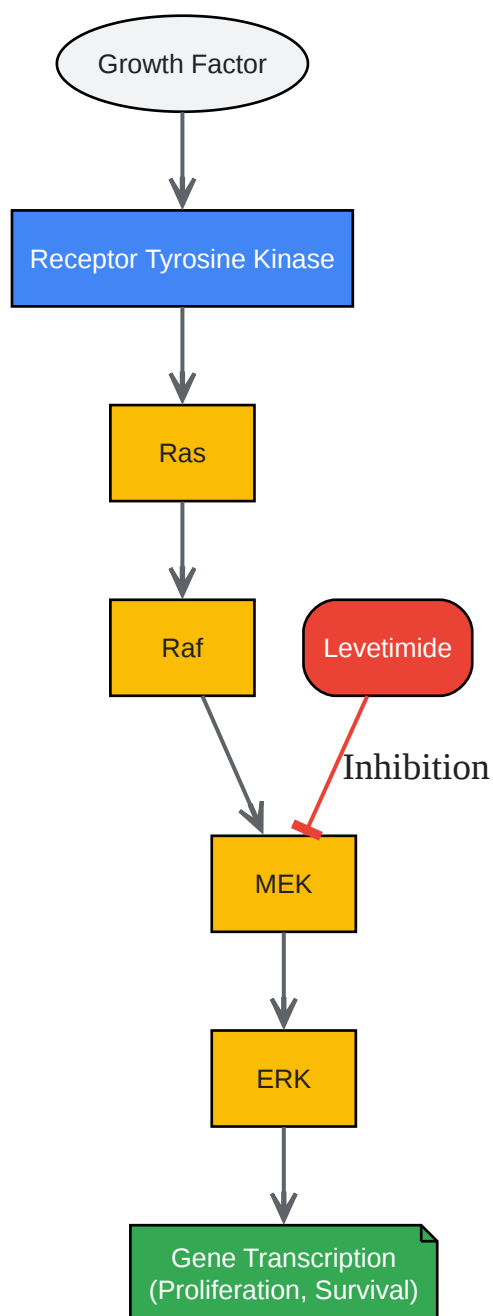 Growth Factor
Receptor Tyrosine Kinase
Ras
Raf
Levetimide
Inhibition
MEK
ERK
Gene Transcription
(Proliferation, Survival)